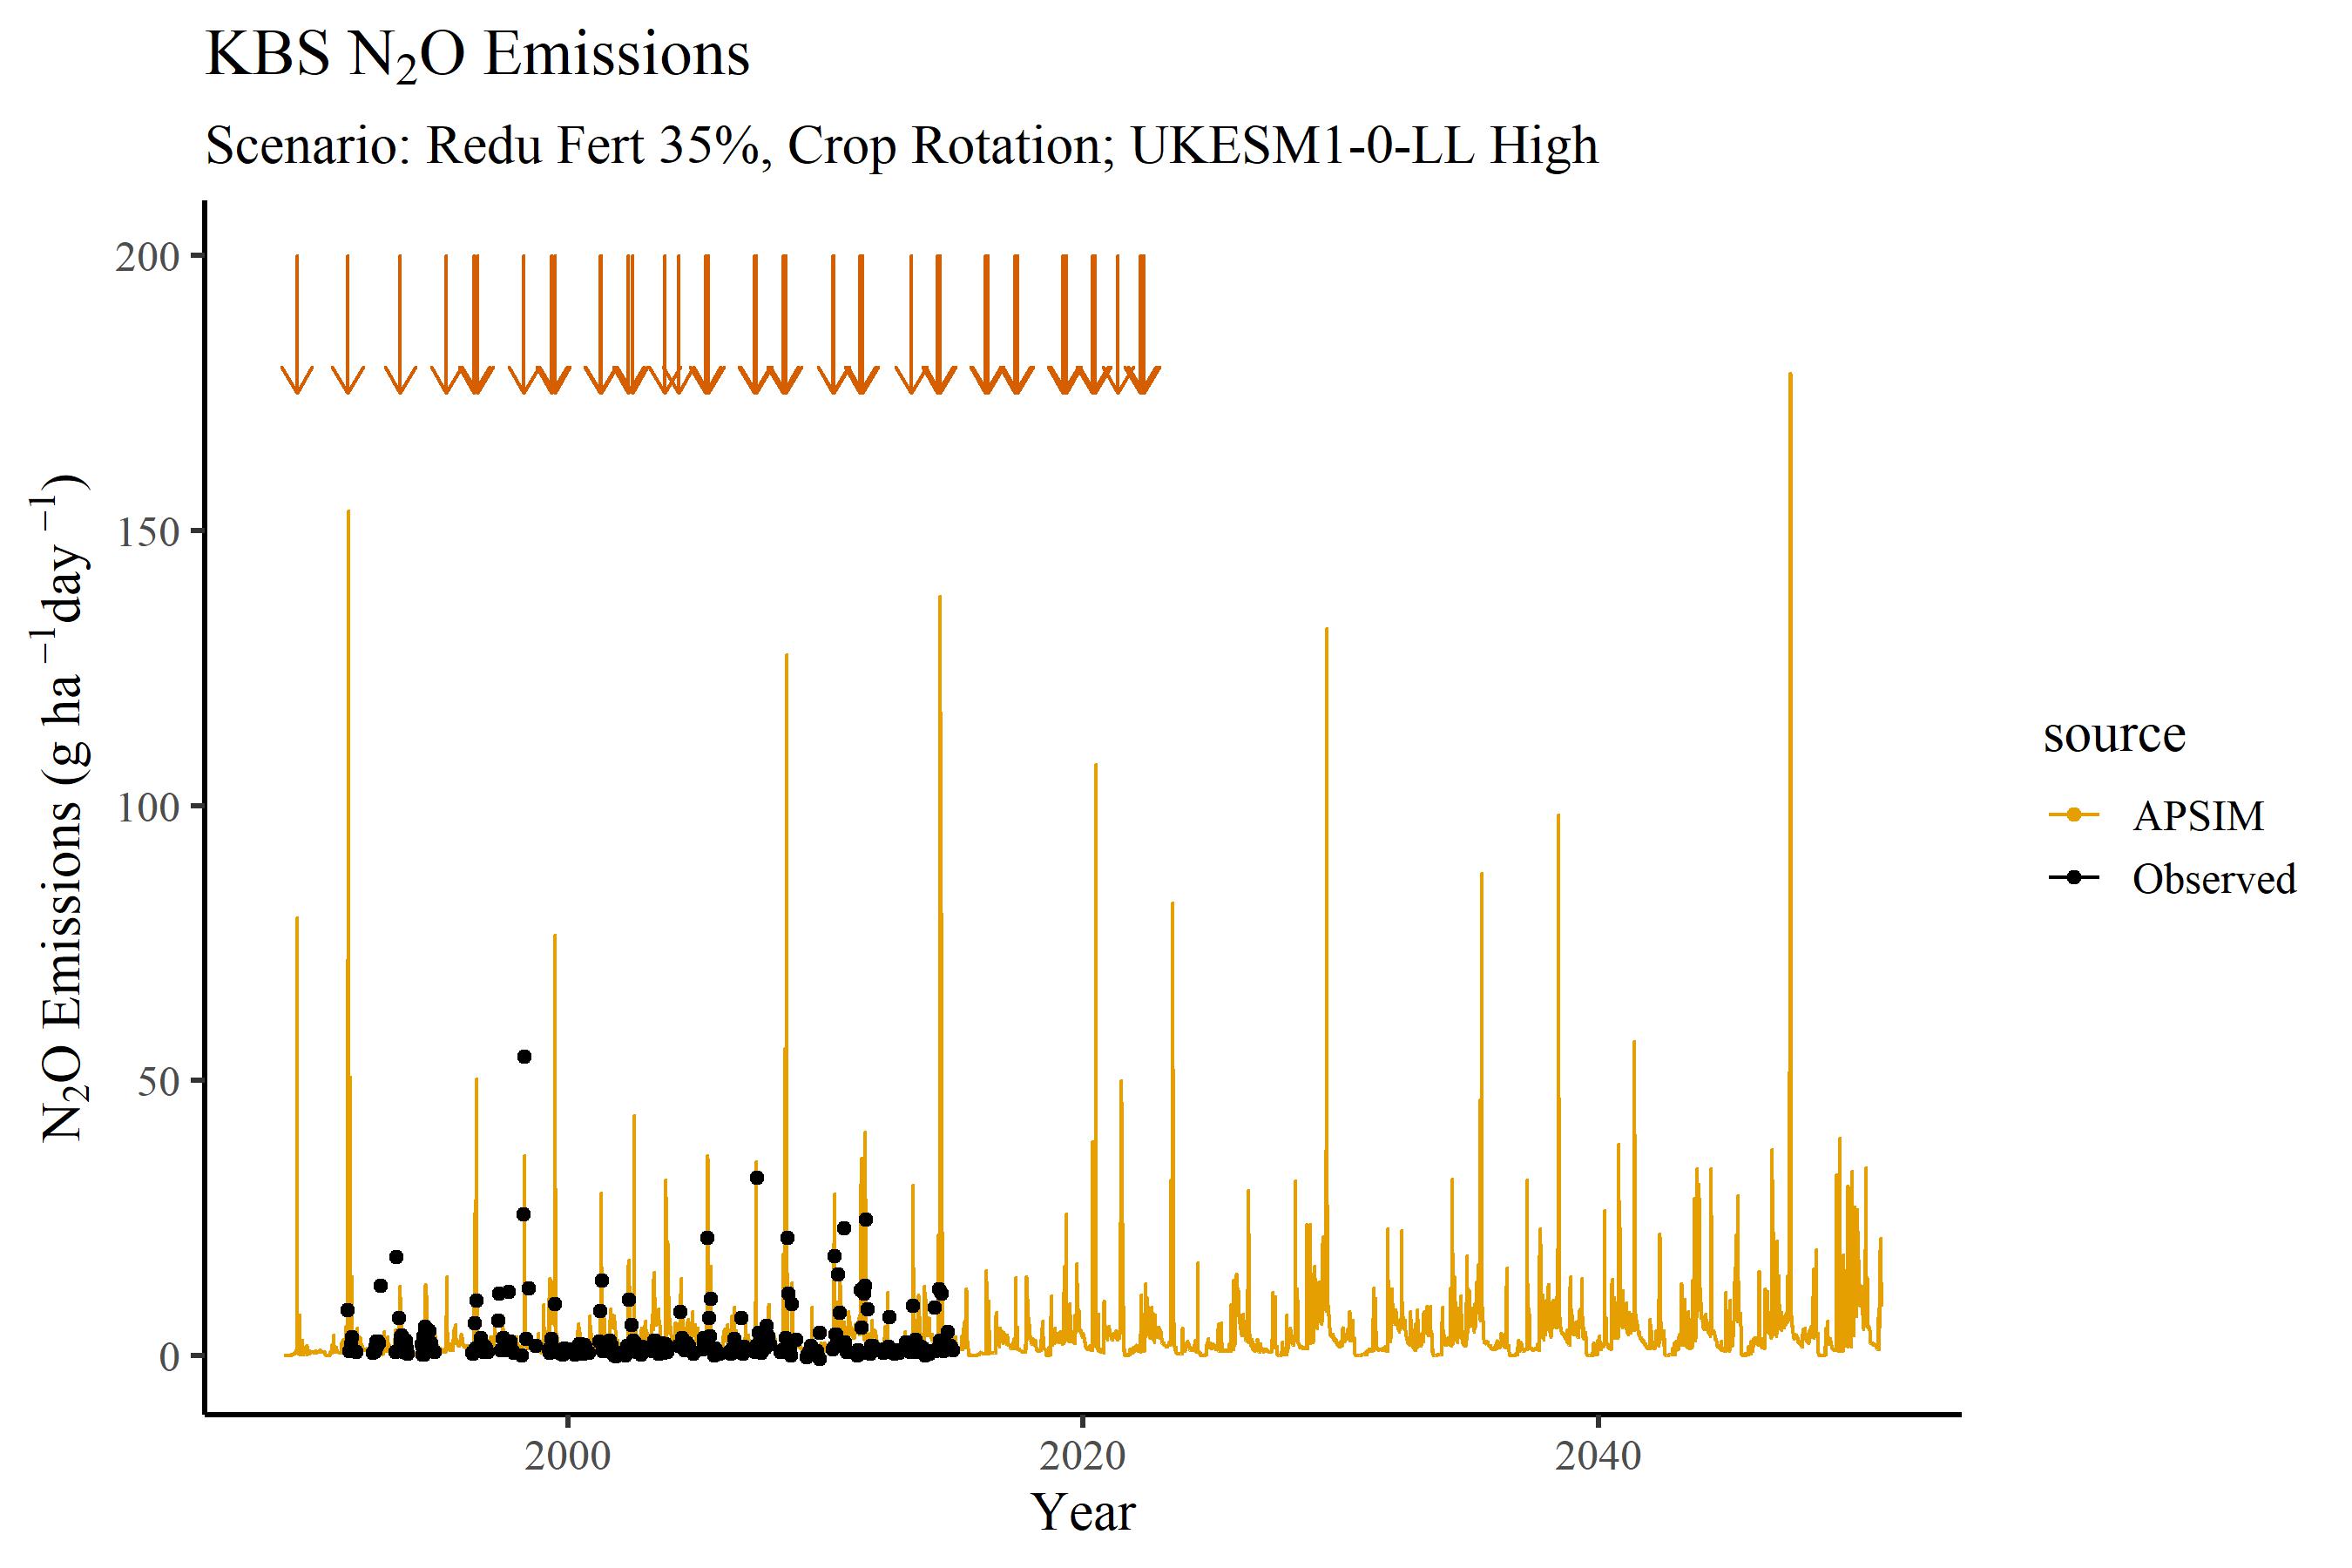 KBS N₂O Emissions
Scenario: Redu Fert 35%, Crop Rotation; UKESM1-0-LL High
N₂O Emissions (g ha ⁻¹day ⁻¹)
200
150
100
50
0
2000
2020
2040
Year
source
APSIM
Observed